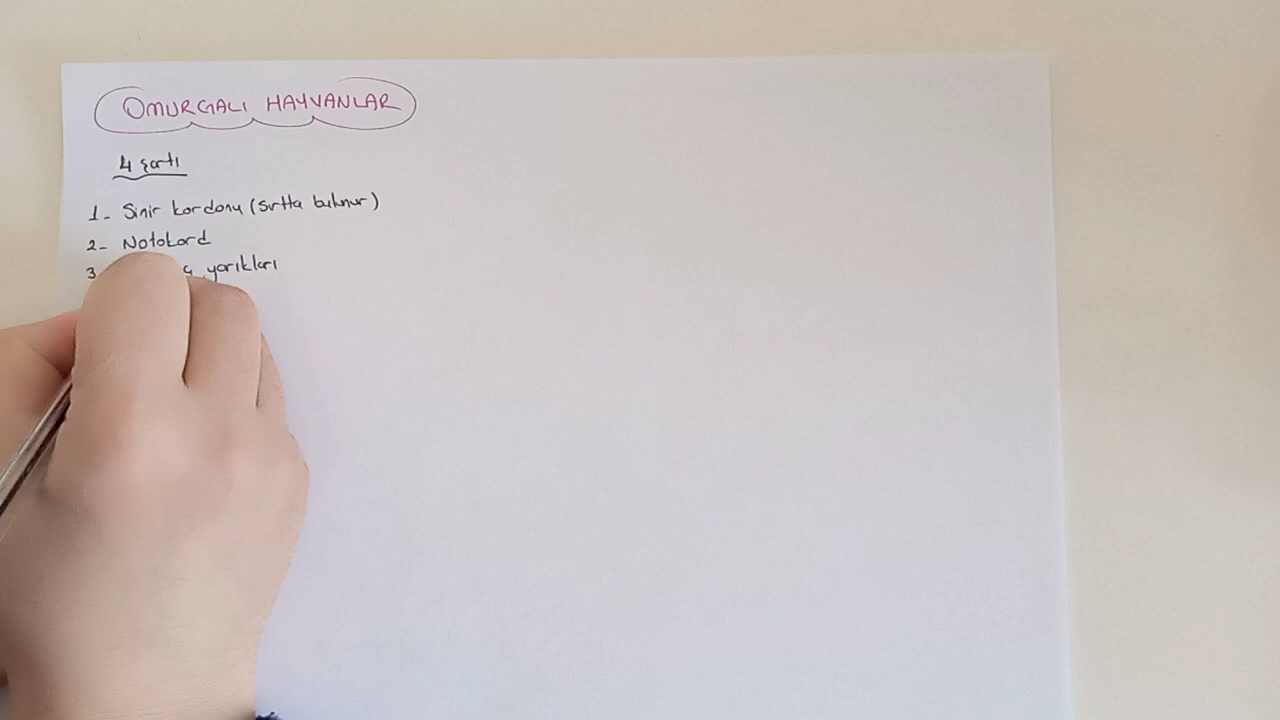 OMURGALI HAYVANLAR
4 şartı
1- Sinir kordonu (sırtta bulunur)
2- Notokord
3 yarıkları